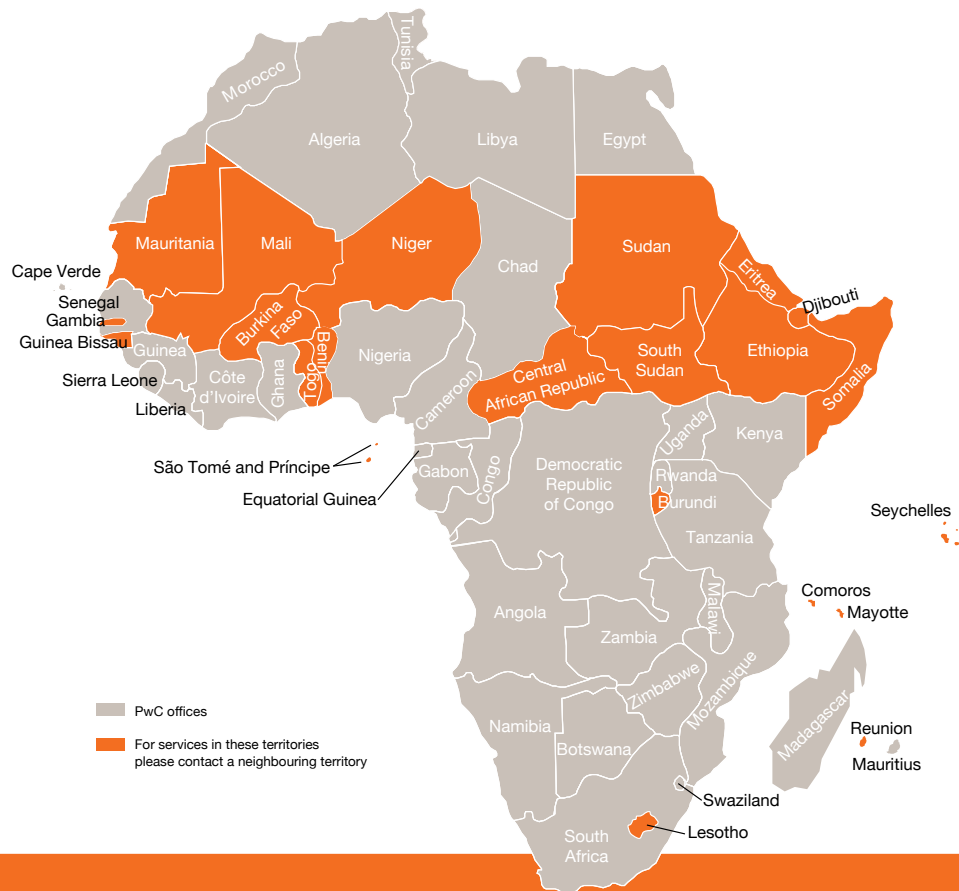 Tunisia
Morocco
Algeria
Libya
Egypt
Mauritania
Mali
Niger
Chad
Sudan
Eritrea
Djibouti
Cape Verde
Senegal
Gambia
Guinea Bissau
Guinea
Sierra Leone
Liberia
Côte
d'Ivoire
Burkina
Faso
Ghana
Togo
Benin
Nigeria
Cameroon
Central
African Republic
South
Sudan
Ethiopia
Somalia
São Tomé and Príncipe
Equatorial Guinea
Gabon
Congo
Democratic
Republic
of Congo
Uganda
Kenya
Rwanda
Burundi
Tanzania
Seychelles
Comoros
Mayotte
Angola
Zambia
Malawi
Mozambique
Zimbabwe
Namibia
Botswana
Madagascar
Reunion
Mauritius
Swaziland
Lesotho
South
Africa
PwC offices
For services in these territories
please contact a neighbouring territory